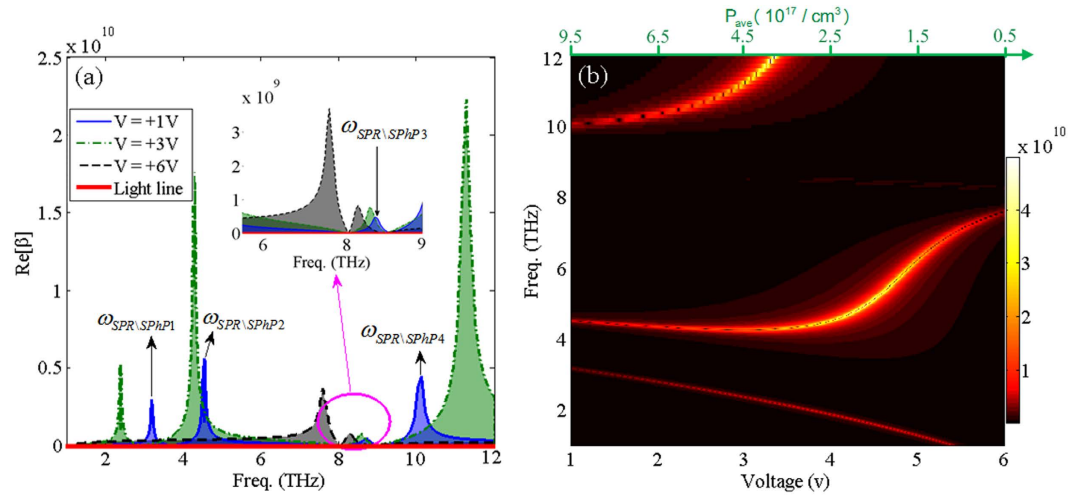 x 10^10
2.5
2.0
1.5
1.0
0.5
0
Re[β]
(a)
V = +1V
V = +3V
V = +6V
Light line
x 10^9
3
2
1
0
6
8
9
Freq. (THz)
ω_SPR\SPhP3
ω_SPR\SPhP1
ω_SPR\SPhP2
ω_SPR\SPhP4
2
4
6
8
10
12
Freq. (THz)
P_ave ( 10^17 / cm^3 )
9.5
6.5
4.5
2.5
1.5
0.5
(b)
12
10
8
6
4
2
Freq. (THz)
1
2
3
4
5
6
Voltage (v)
x 10^10
4
3
2
1